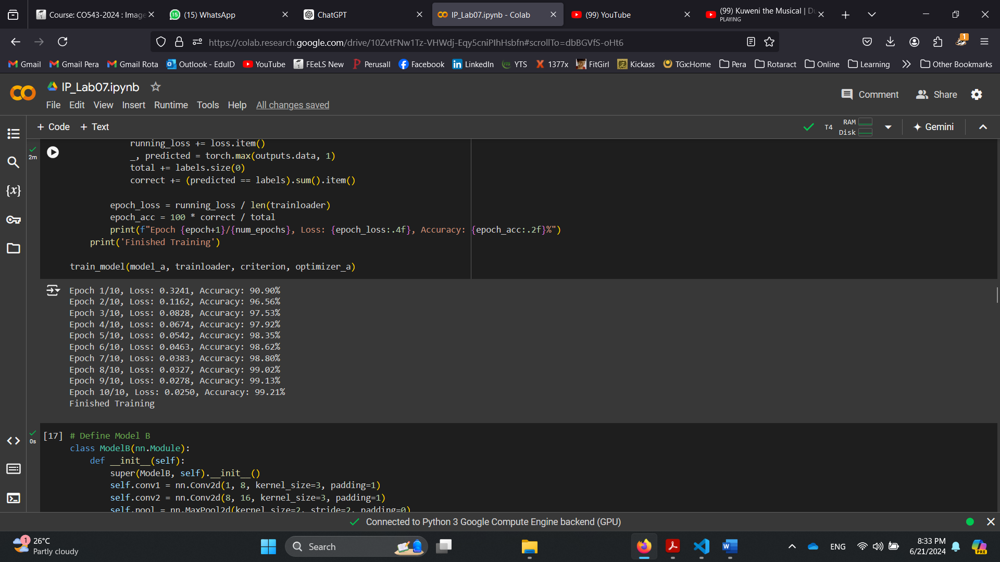 Course: CO543-2024 : Image
(15) WhatsApp
ChatGPT
IP_Lab07.ipynb - Colab
(99) YouTube
(99) Kuweni the Musical | Du
PLAYING
https://colab.research.google.com/drive/10ZvtFNw1Tz-VHWdj-Eqy5cniPIhHsbfn#scrollTo=dbBGVfS-oHt6
1
Gmail
Gmail Pera
Gmail Rota
Outlook - EduID
YouTube
FEeLS New
Perusall
Facebook
LinkedIn
YTS
1377x
FitGirl
Kickass
TGx:Home
Pera
Rotaract
Online
Learning
Other Bookmarks
IP_Lab07.ipynb
Comment
Share
File Edit View Insert Runtime Tools Help All changes saved
+ Code + Text
T4
RAM
Disk
Gemini
2m
running_loss += loss.item()
_, predicted = torch.max(outputs.data, 1)
total += labels.size(0)
correct += (predicted == labels).sum().item()
epoch_loss = running_loss / len(trainloader)
epoch_acc = 100 * correct / total
print(f"Epoch {epoch+1}/{num_epochs}, Loss: {epoch_loss:.4f}, Accuracy: {epoch_acc:.2f}%")
print('Finished Training')
train_model(model_a, trainloader, criterion, optimizer_a)
Epoch 1/10, Loss: 0.3241, Accuracy: 90.90%
Epoch 2/10, Loss: 0.1162, Accuracy: 96.56%
Epoch 3/10, Loss: 0.0828, Accuracy: 97.53%
Epoch 4/10, Loss: 0.0674, Accuracy: 97.92%
Epoch 5/10, Loss: 0.0542, Accuracy: 98.35%
Epoch 6/10, Loss: 0.0463, Accuracy: 98.62%
Epoch 7/10, Loss: 0.0383, Accuracy: 98.80%
Epoch 8/10, Loss: 0.0327, Accuracy: 99.02%
Epoch 9/10, Loss: 0.0278, Accuracy: 99.13%
Epoch 10/10, Loss: 0.0250, Accuracy: 99.21%
Finished Training
0s
[17] # Define Model B
class ModelB(nn.Module):
def __init__(self):
super(ModelB, self).__init__()
self.conv1 = nn.Conv2d(1, 8, kernel_size=3, padding=1)
self.conv2 = nn.Conv2d(8, 16, kernel_size=3, padding=1)
self.pool = nn.MaxPool2d(kernel_size=2, stride=2, padding=0)
Connected to Python 3 Google Compute Engine backend (GPU)
1
26°C
Partly cloudy
Search
ENG
8:33 PM
6/21/2024
PRE